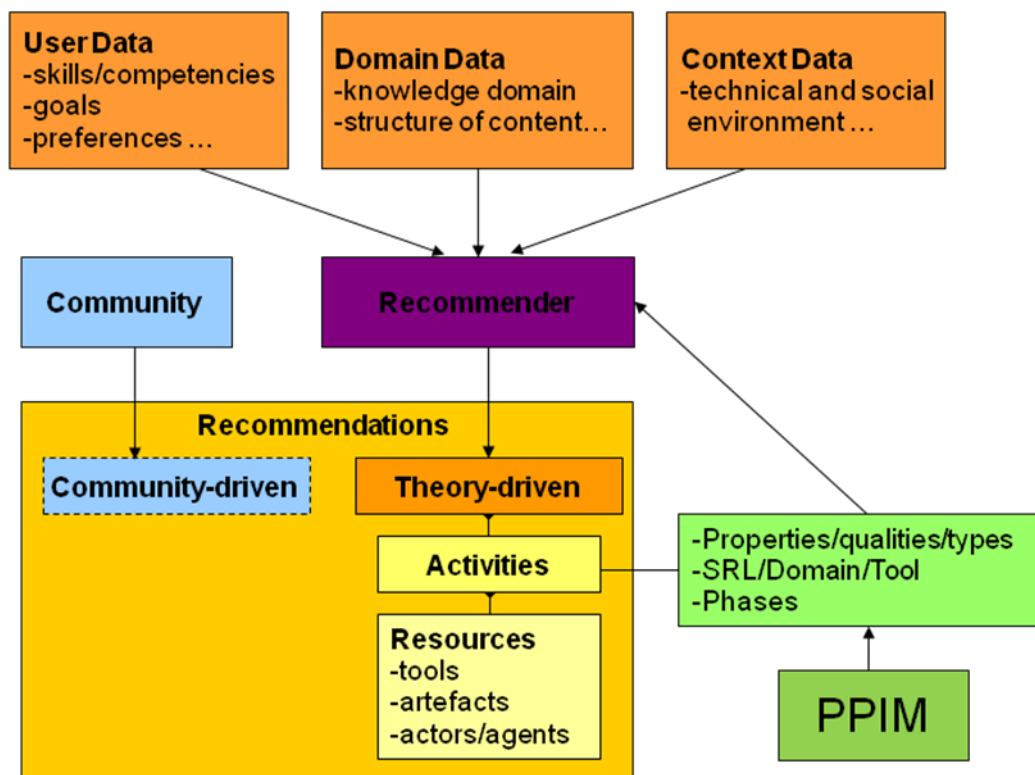 User Data
-skills/competencies
-goals
-preferences ...
Domain Data
-knowledge domain
-structure of content...
Context Data
-technical and social
environment ...
Community
Recommender
Recommendations
Community-driven
Theory-driven
Activities
Resources
-tools
-artefacts
-actors/agents
-Properties/qualities/types
-SRL/Domain/Tool
-Phases
PPIM